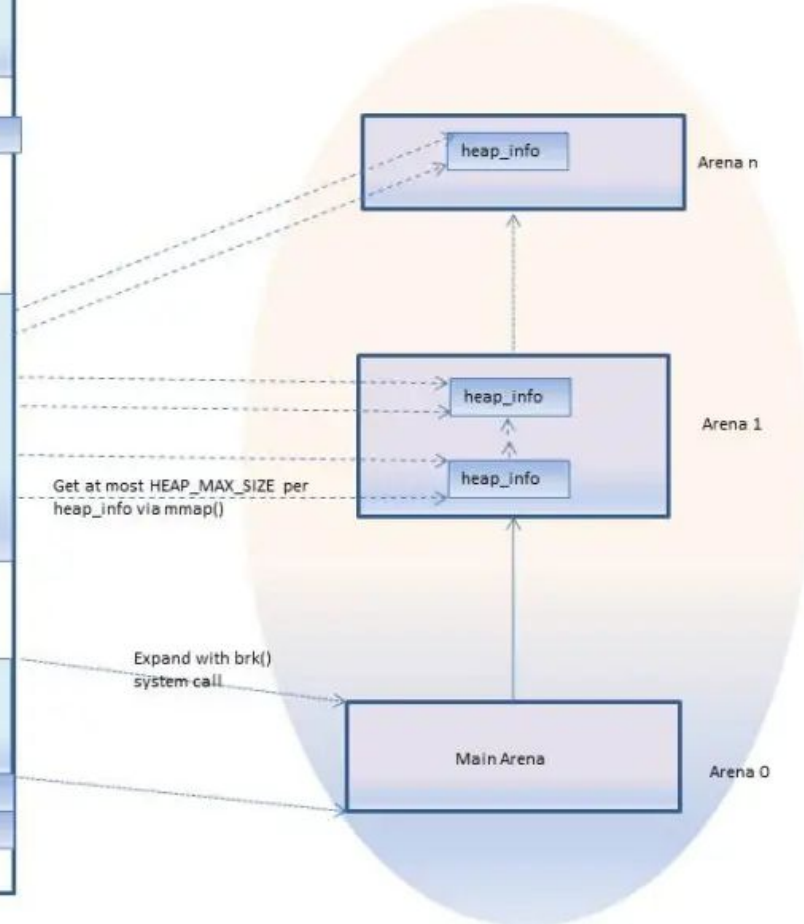 heap_info
Arena n
heap_info
Arena 1
heap_info
Get at most HEAP_MAX_SIZE per
heap_info via mmap()
Expand with brk()
system call
Main Arena
Arena 0